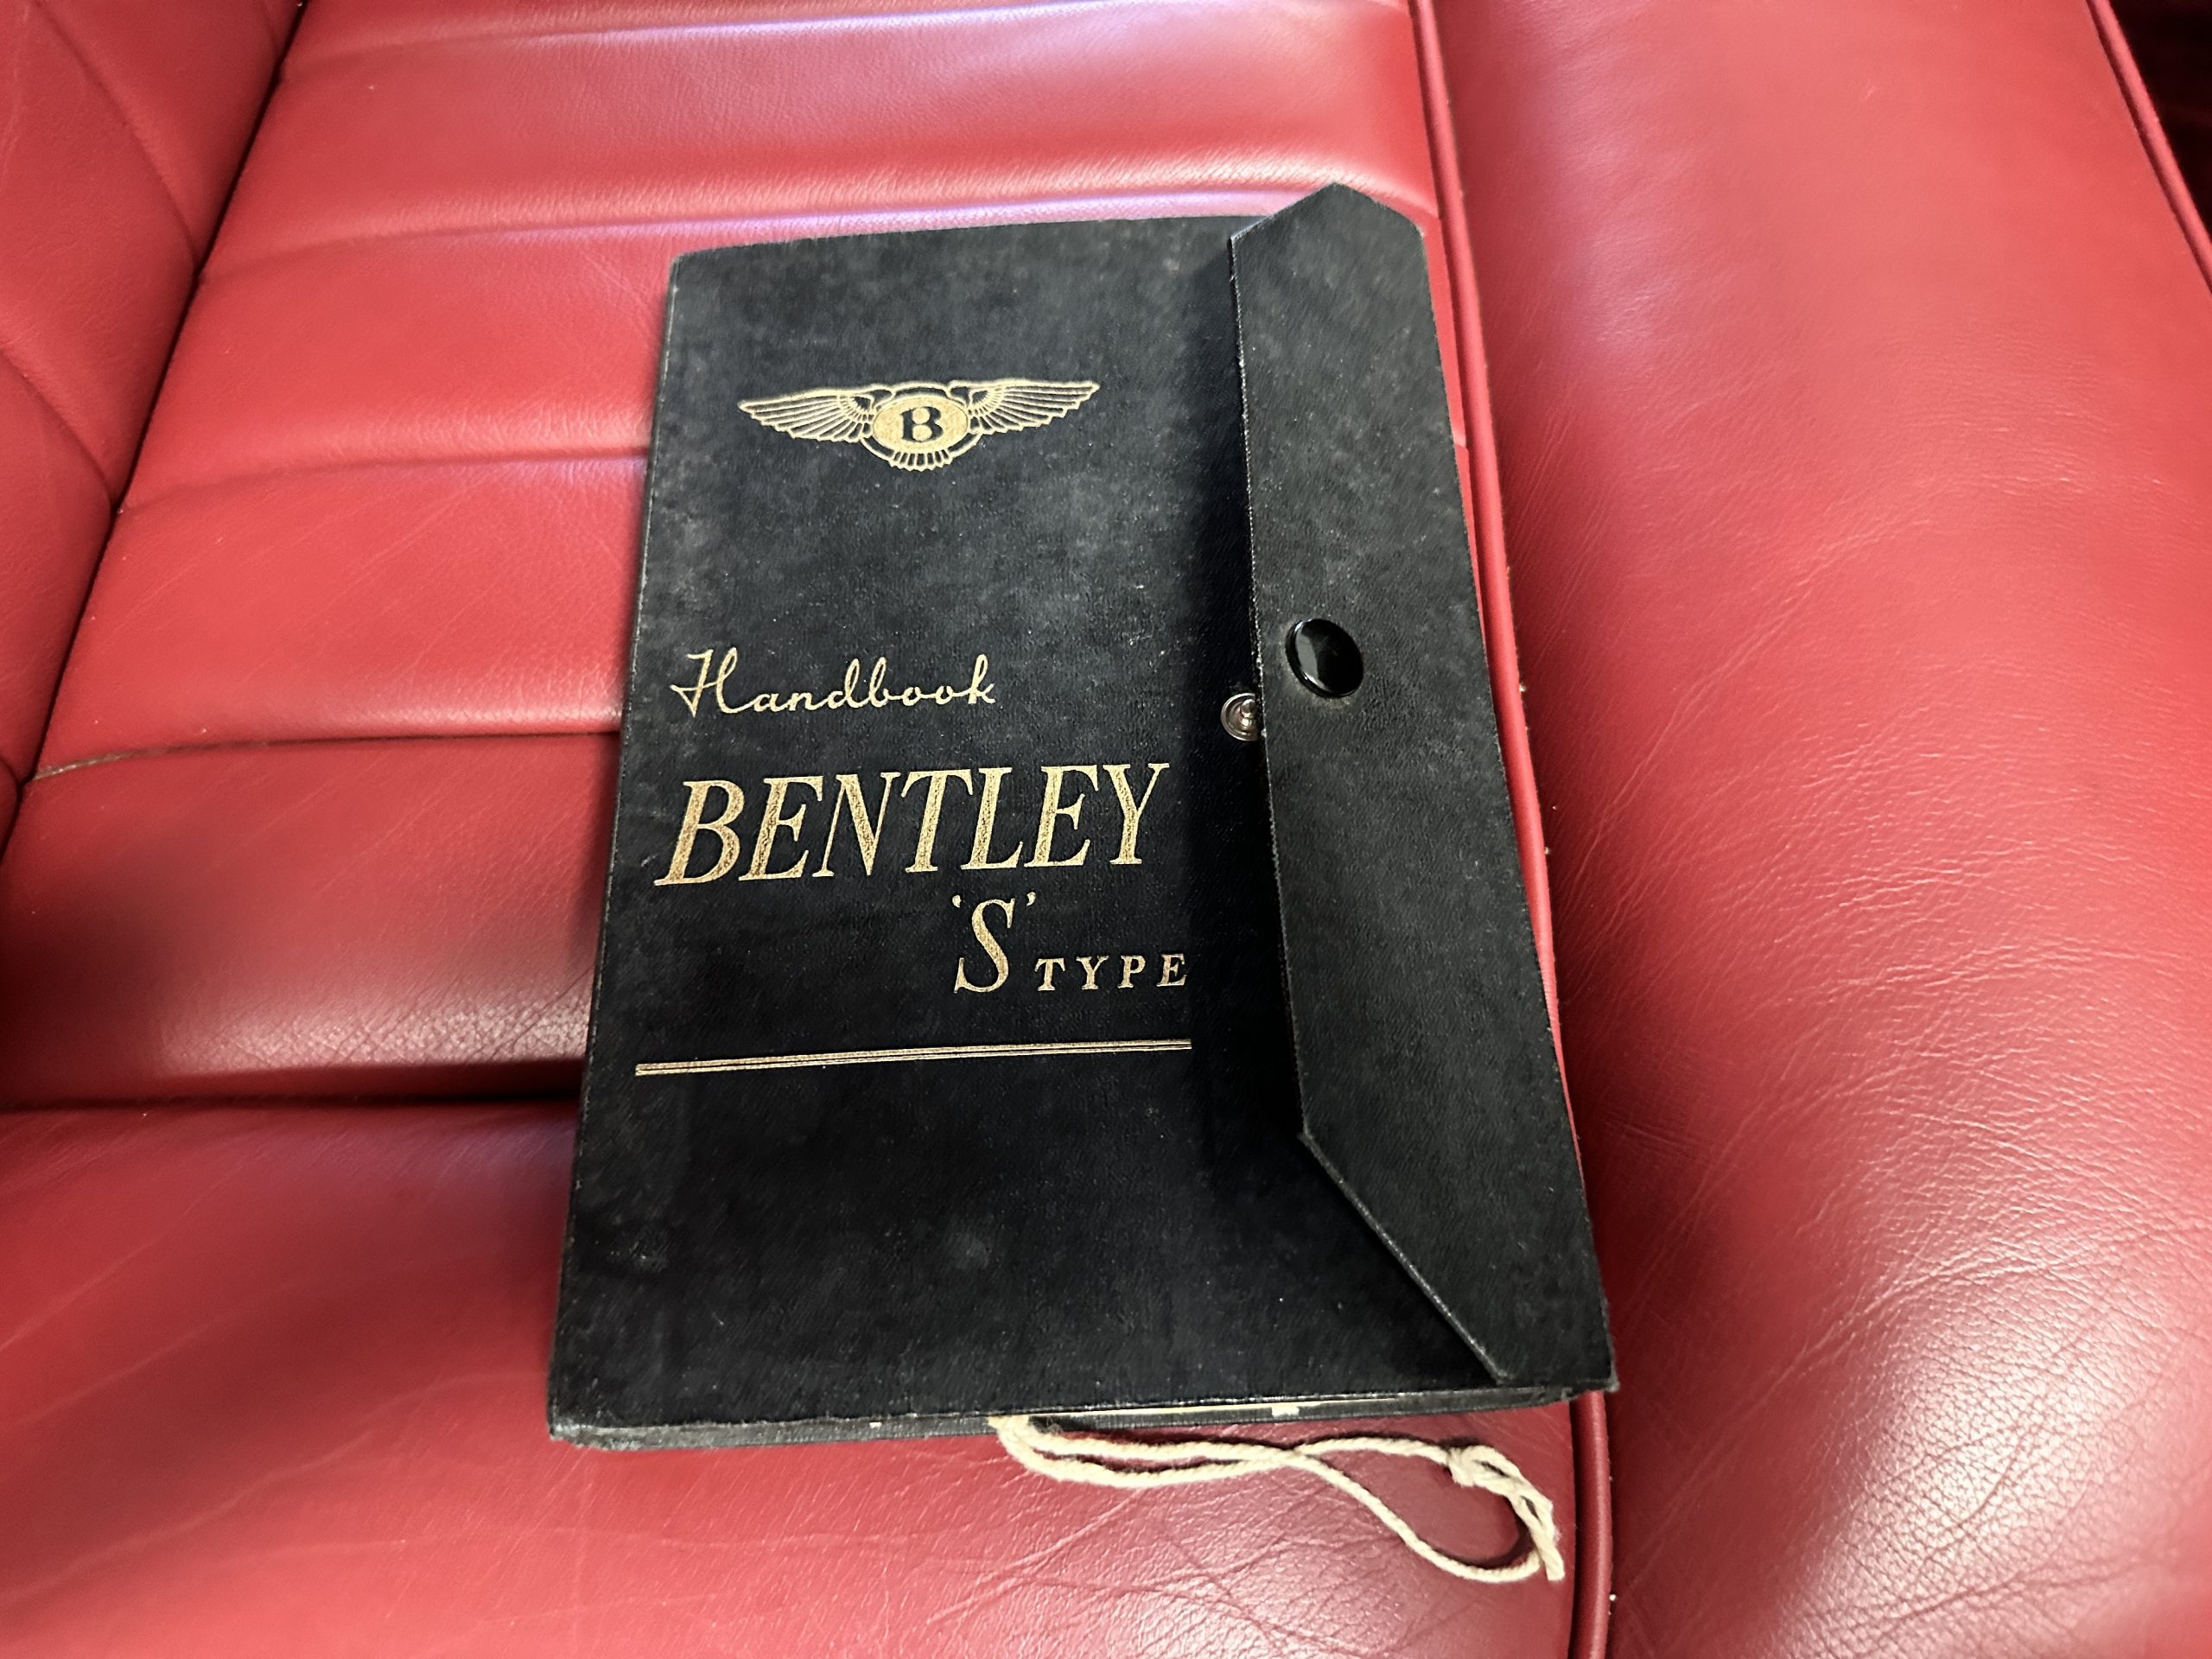 B
Handbook
BENTLEY
'S' TYPE